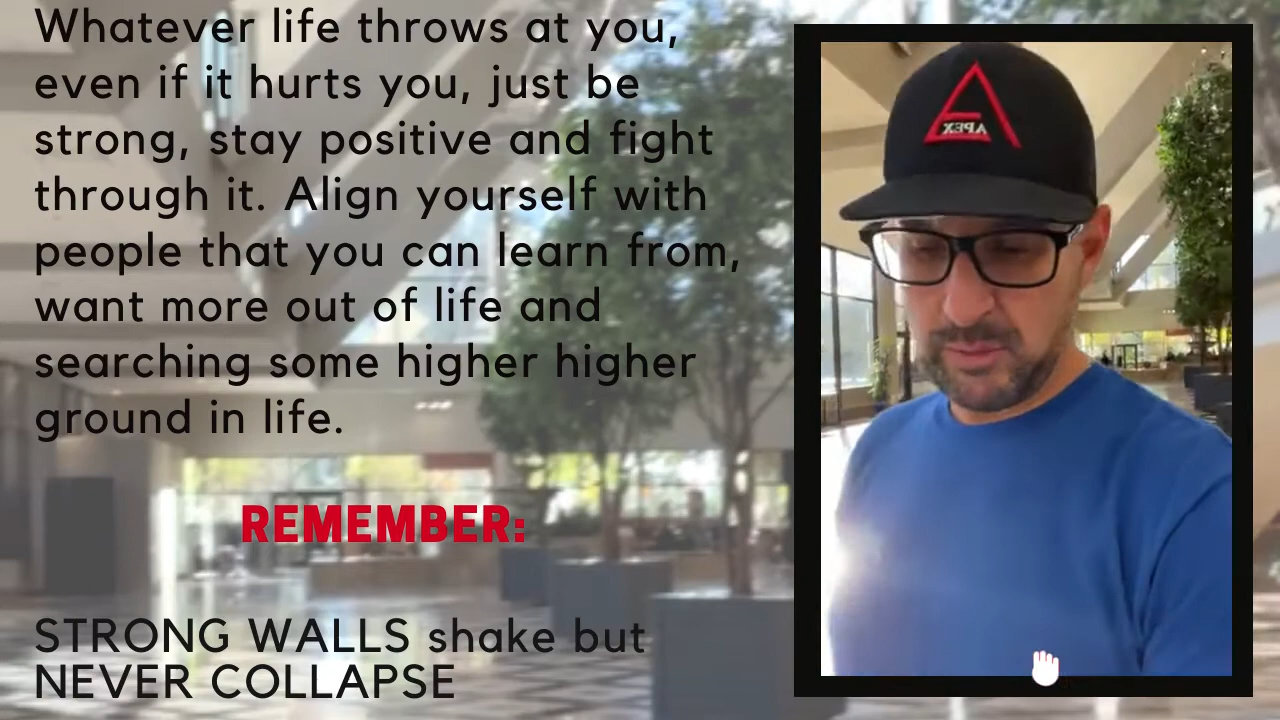 Whatever life throws at you,
even if it hurts you, just be
strong, stay positive and fight
through it. Align yourself with
people that you can learn from,
want more out of life and
searching some higher higher
ground in life.
REMEMBER:
STRONG WALLS shake but
NEVER COLLAPSE
APEX